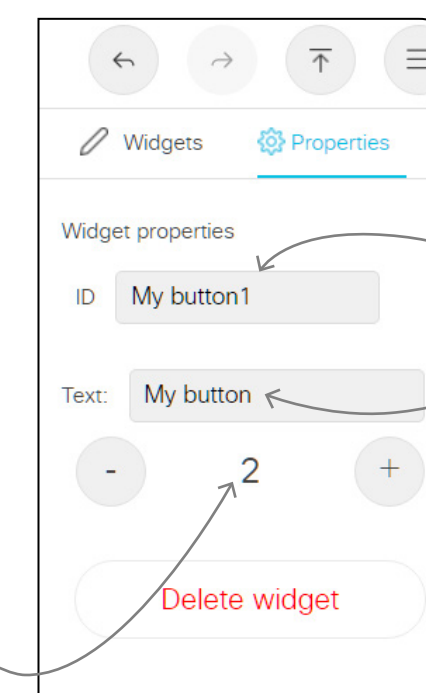 Widgets Properties
Widget properties
ID My button1
Text: My button
- 2 +
Delete widget